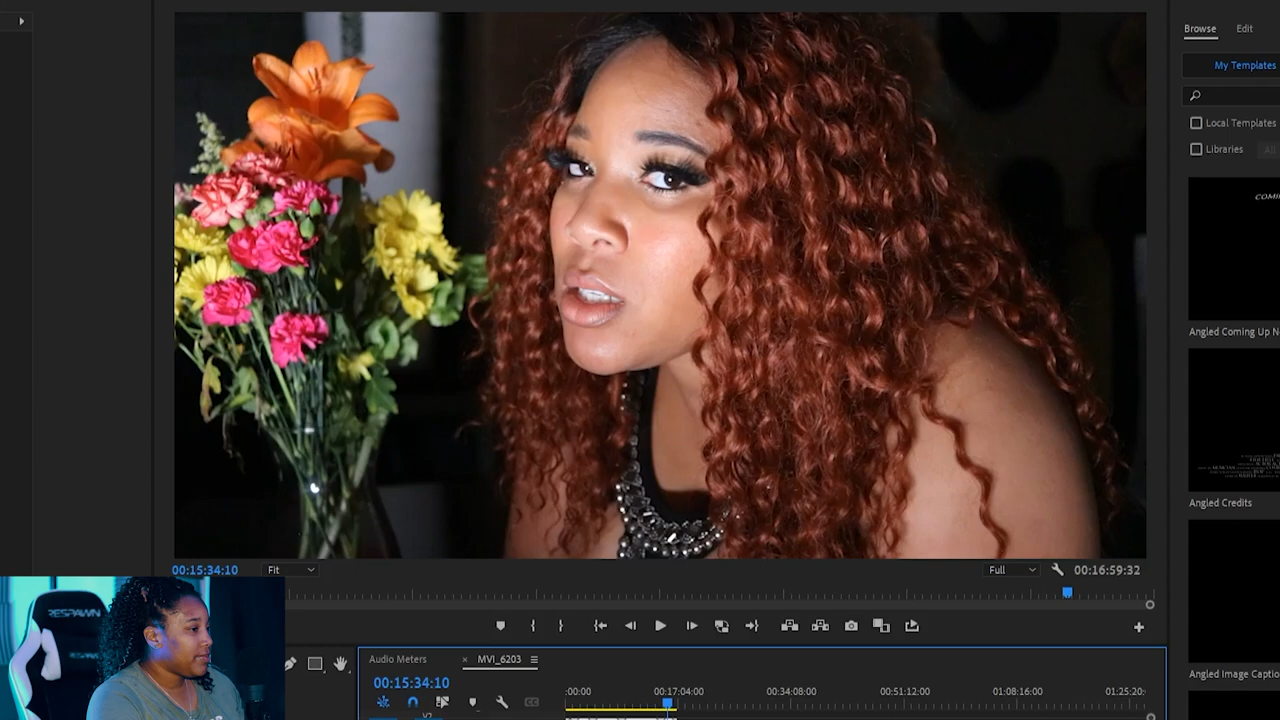 Browse
Edit
My Templates
Local Templates
Libraries
COMI
Angled Coming Up N
Angled Credits
Angled Image Captio
00:15:34:10
Fit
Full
00:16:59:32
RESPAWN
Audio Meters
× MVI_6203
00:15:34:10
:00:00
00:17:04:00
00:34:08:00
00:51:12:00
01:08:16:00
01:25:20: